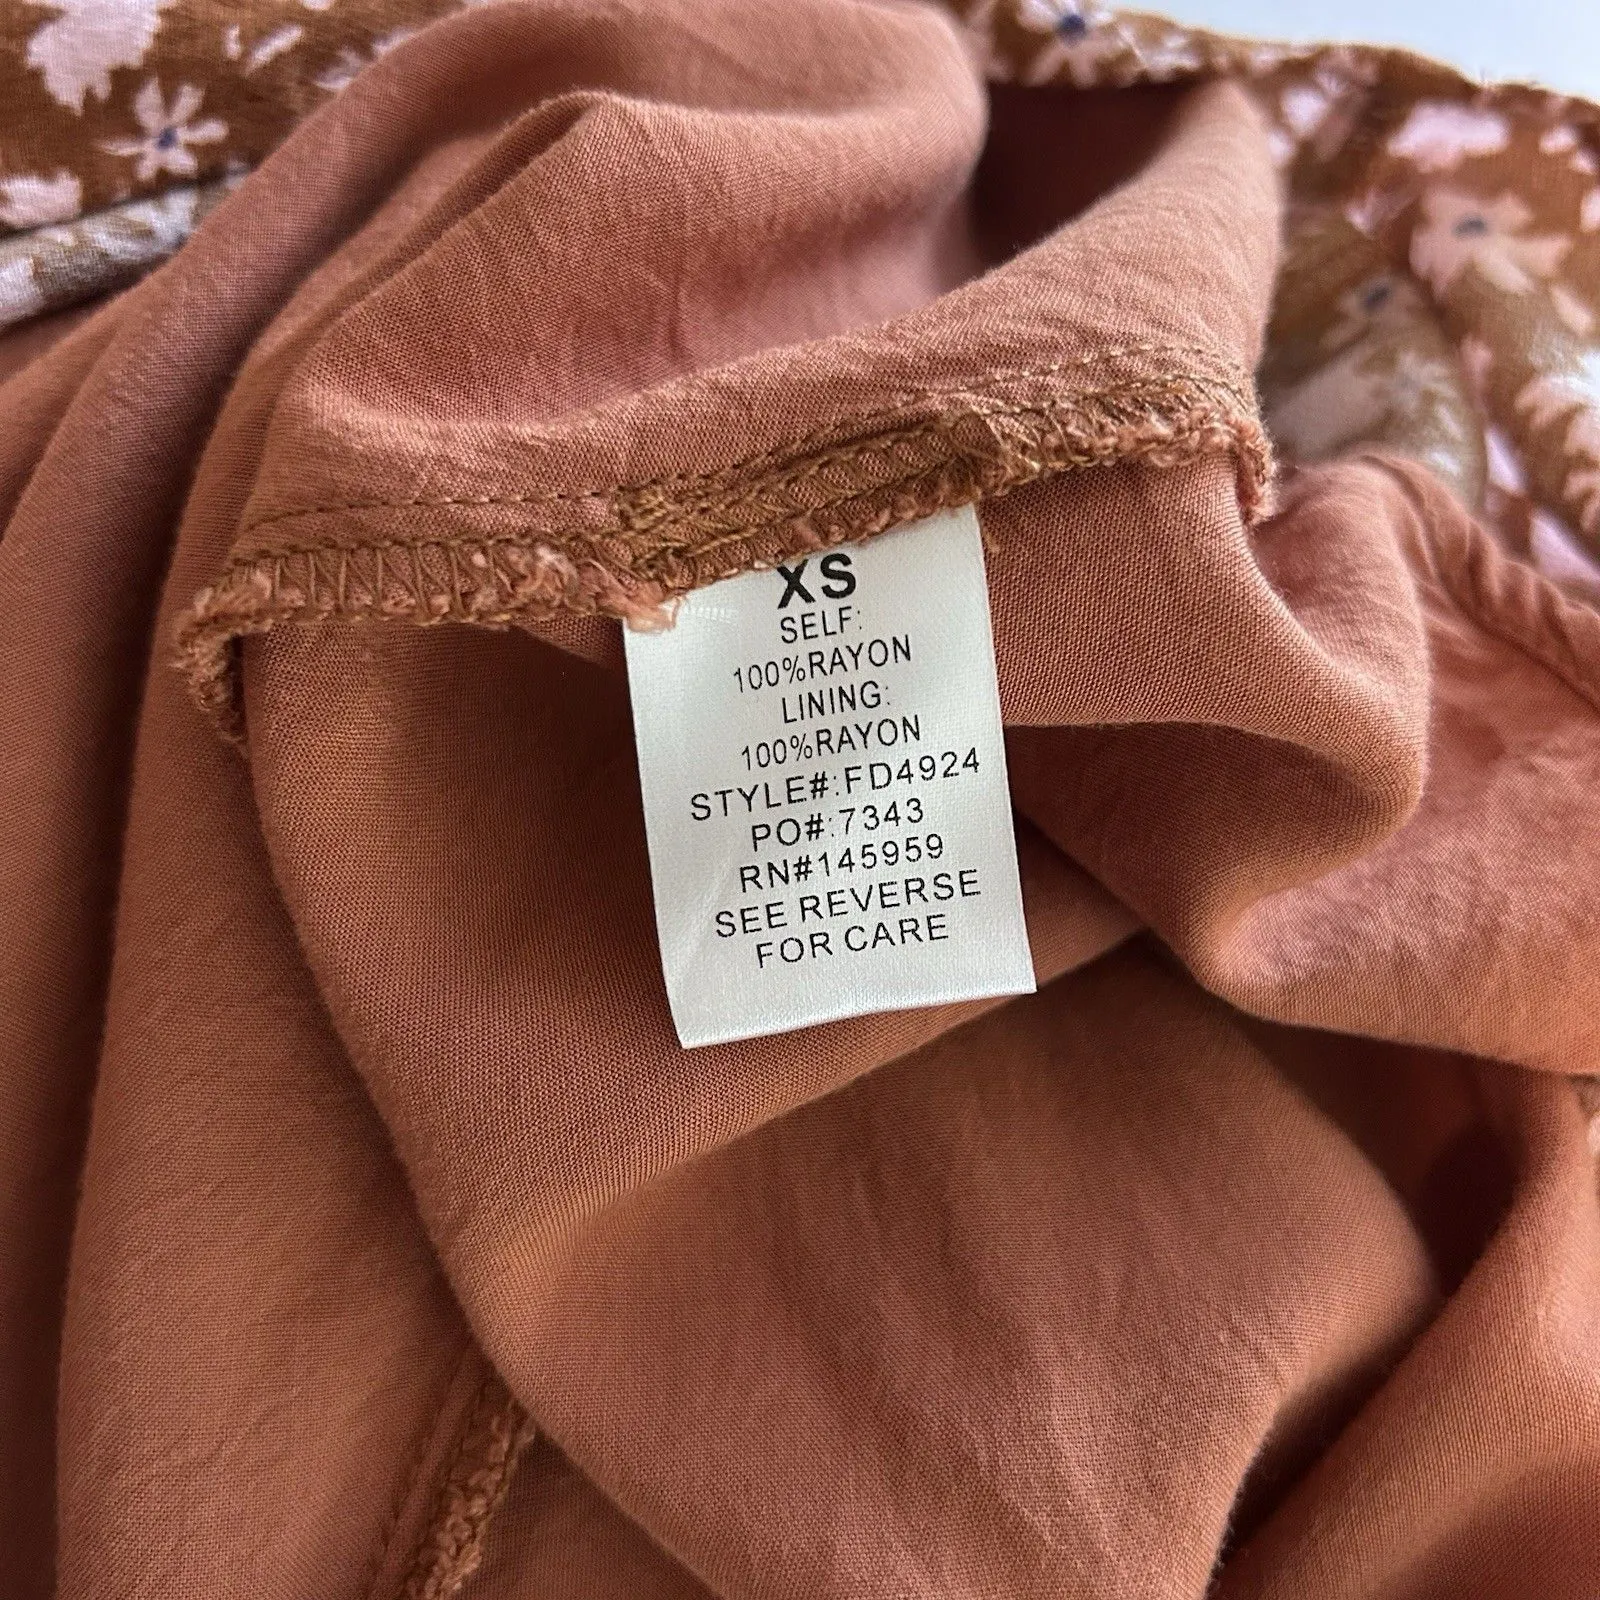 XS
SELF:
100%RAYON
LINING:
100%RAYON
STYLE#:FD4924
PO#:7343
RN#145959
SEE REVERSE
FOR CARE